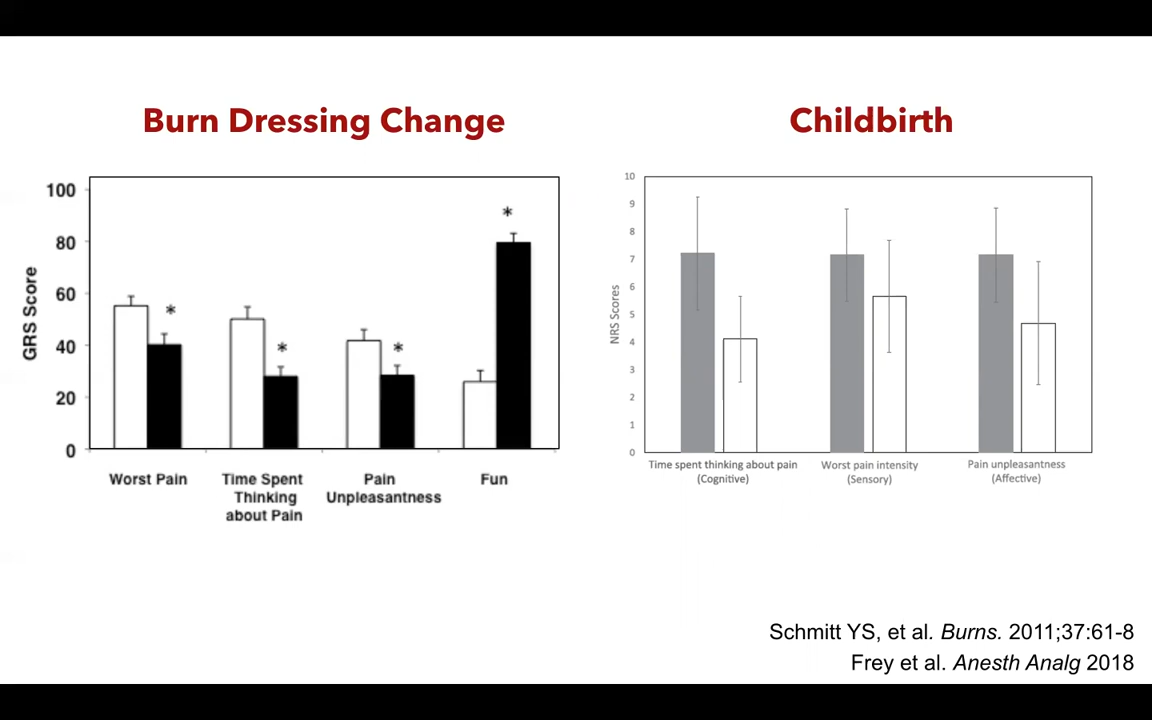 Burn Dressing Change
Childbirth
GRS Score
100
80
60
40
20
0
*
*
*
*
Worst Pain
Time Spent
Thinking
about Pain
Pain
Unpleasantness
Fun
NRS Scores
10
9
8
7
6
5
4
3
2
1
0
Time spent thinking about pain
(Cognitive)
Worst pain intensity
(Sensory)
Pain unpleasantness
(Affective)
Schmitt YS, et al. Burns. 2011;37:61-8
Frey et al. Anesth Analg 2018